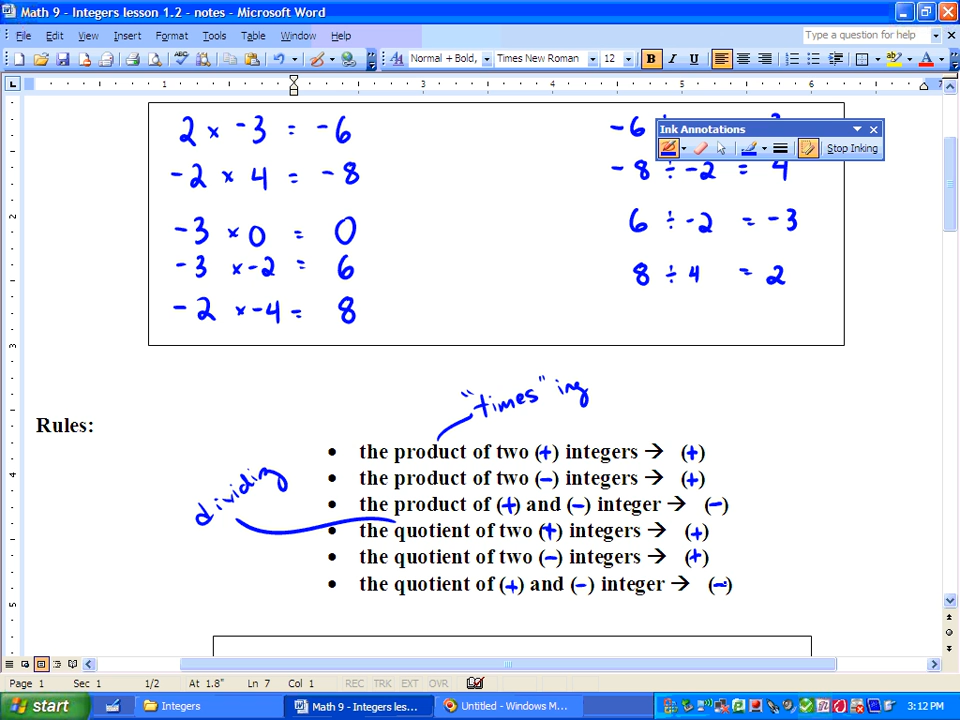 Math 9 - Integers lesson 1.2 - notes - Microsoft Word
File Edit View Insert Format Tools Table Window Help
Type a question for help
Normal + Bold, Times New Roman 12 B I U
1 3 4 5 6
2 × -3 = -6
-2 × 4 = -8
-3 × 0 = 0
-3 × -2 = 6
-2 × -4 = 8
-6
Ink Annotations
Stop Inking
-8 ÷ -2 = 4
6 ÷ -2 = -3
8 ÷ 4 = 2
"times" ing
Rules:
dividing
• the product of two (+) integers → (+)
• the product of two (-) integers → (+)
• the product of (+) and (-) integer → (-)
• the quotient of two (+) integers → (+)
• the quotient of two (-) integers → (+)
• the quotient of (+) and (-) integer → (-)
Page 1 Sec 1 1/2 At 1.8" Ln 7 Col 1 REC TRK EXT OVR
start Integers Math 9 - Integers les... Untitled - Windows M... 3:12 PM